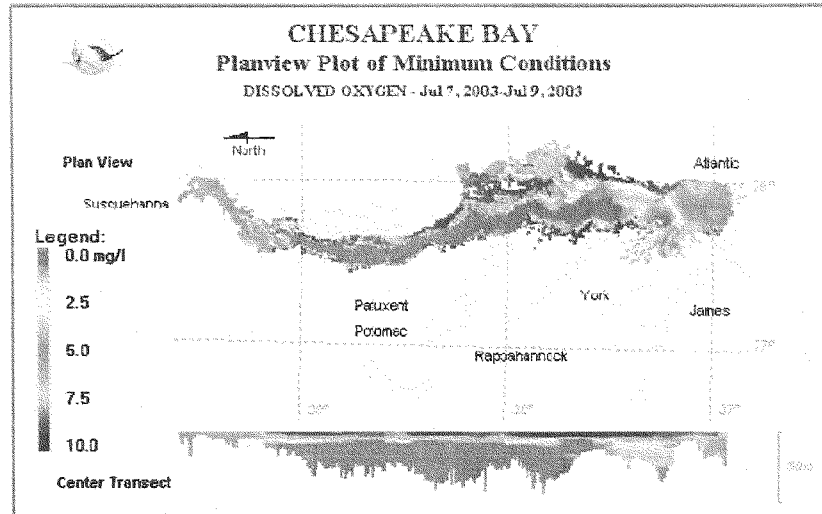 CHESAPEAKE BAY
Planview Plot of Minimum Conditions
DISSOLVED OXYGEN - Jul 7, 2003-Jul 9, 2003
North
Plan View
Atlantic
Susquehanna
Legend:
0.0 mg/l
2.5
5.0
7.5
10.0
Patuxent
Potomac
York
James
Rappahannock
37°
Center Transect